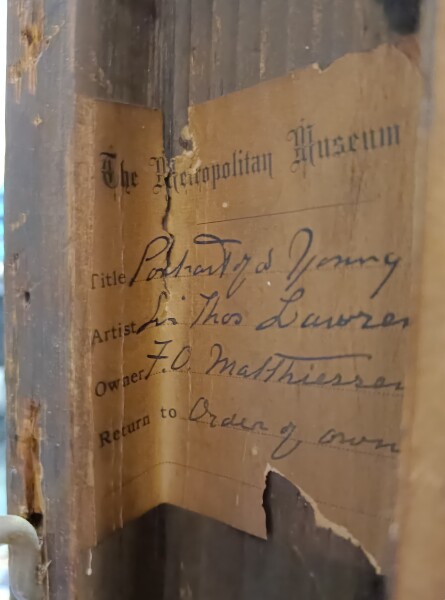 The Metropolitan Museum
Title Portrait of a Young
Artist Sir Thos Lawren
Owner F. O. Matthiessen
Return to Order of own